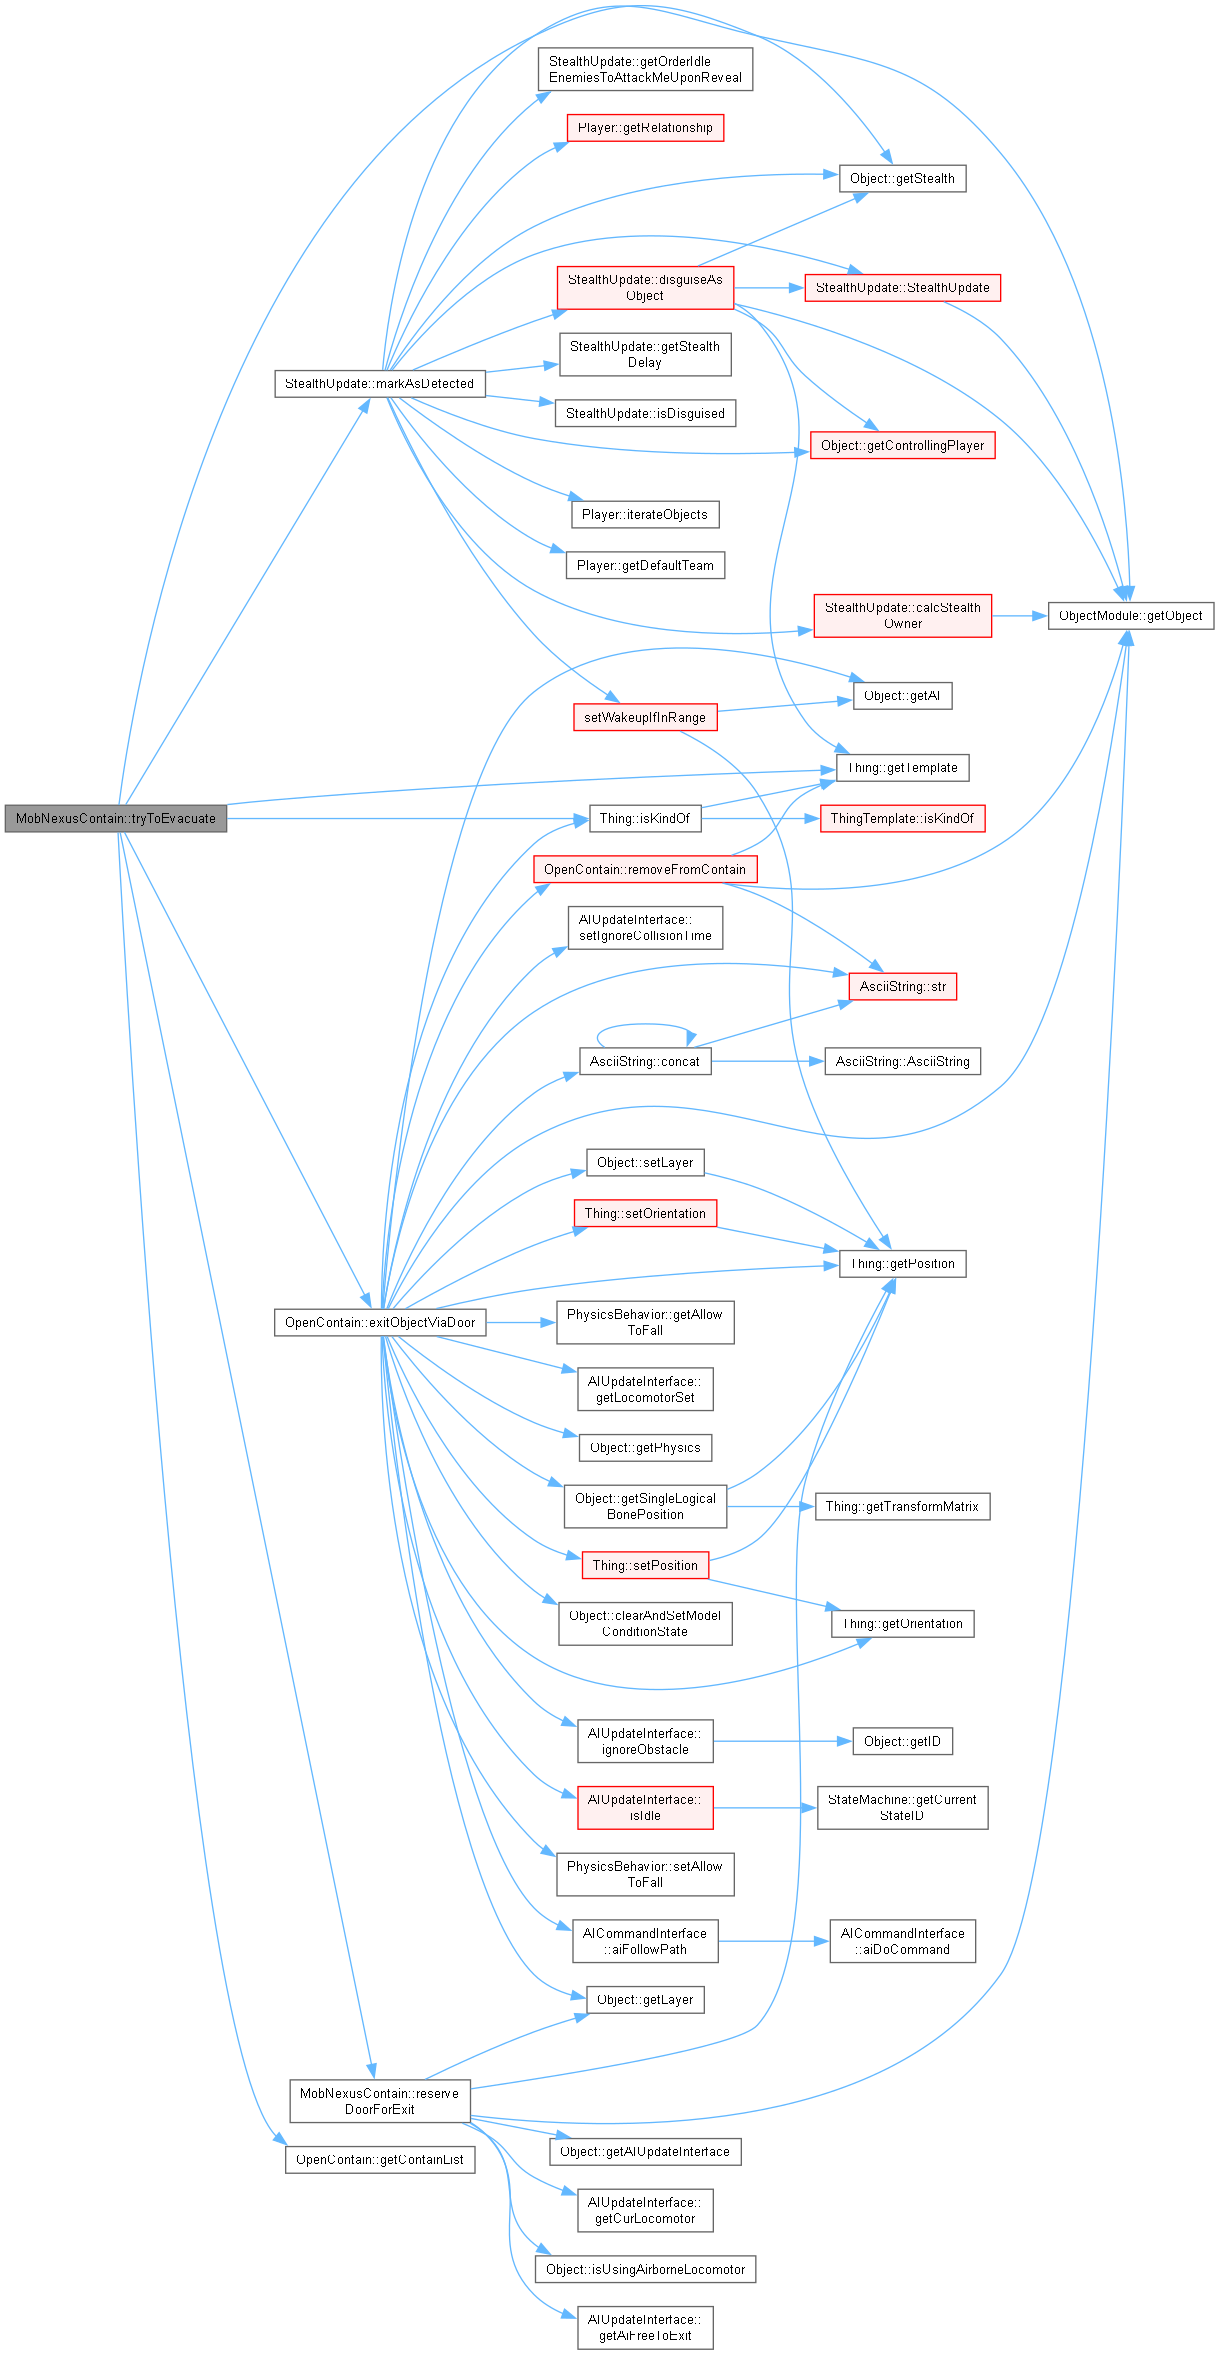 StealthUpdate::getOrderIdle
EnemiesToAttackMeUponReveal
Player::getRelationship
Object::getStealth
StealthUpdate::disguiseAs
Object
StealthUpdate::StealthUpdate
StealthUpdate::getStealth
Delay
StealthUpdate::markAsDetected
StealthUpdate::isDisguised
Object::getControllingPlayer
Player::iterateObjects
Player::getDefaultTeam
StealthUpdate::calcStealth
Owner
ObjectModule::getObject
Object::getAI
setWakeupIfInRange
Thing::getTemplate
MobNexusContain::tryToEvacuate
Thing::isKindOf
ThingTemplate::isKindOf
OpenContain::removeFromContain
AIUpdateInterface::
setIgnoreCollisionTime
AsciiString::str
AsciiString::concat
AsciiString::AsciiString
Object::setLayer
Thing::setOrientation
Thing::getPosition
OpenContain::exitObjectViaDoor
PhysicsBehavior::getAllow
ToFall
AIUpdateInterface::
getLocomotorSet
Object::getPhysics
Object::getSingleLogical
BonePosition
Thing::getTransformMatrix
Thing::setPosition
Object::clearAndSetModel
ConditionState
Thing::getOrientation
AIUpdateInterface::
ignoreObstacle
Object::getID
AIUpdateInterface::
isIdle
StateMachine::getCurrent
StateID
PhysicsBehavior::setAllow
ToFall
AICommandInterface
::aiFollowPath
AICommandInterface
::aiDoCommand
Object::getLayer
MobNexusContain::reserve
DoorForExit
Object::getAIUpdateInterface
OpenContain::getContainList
AIUpdateInterface::
getCurLocomotor
Object::isUsingAirborneLocomotor
AIUpdateInterface::
getAiFreeToExit